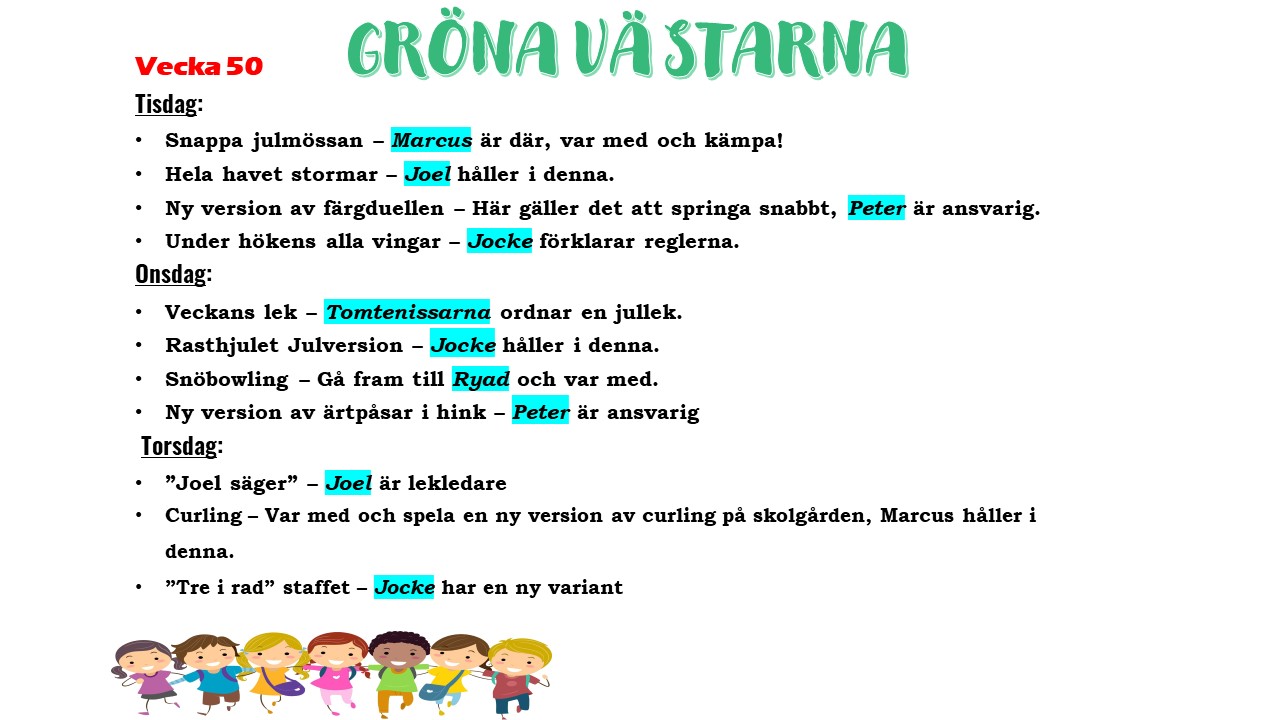 GRÖNA VÄSTARNA
Vecka 50
Tisdag:
• Snappa julmössan – Marcus är där, var med och kämpa!
• Hela havet stormar – Joel håller i denna.
• Ny version av färgduellen – Här gäller det att springa snabbt, Peter är ansvarig.
• Under hökens alla vingar – Jocke förklarar reglerna.
Onsdag:
• Veckans lek – Tomtenissarna ordnar en jullek.
• Rasthjulet Julversion – Jocke håller i denna.
• Snöbowling – Gå fram till Ryad och var med.
• Ny version av ärtpåsar i hink – Peter är ansvarig
Torsdag:
• ”Joel säger” – Joel är lekledare
• Curling – Var med och spela en ny version av curling på skolgården, Marcus håller i
denna.
• ”Tre i rad” staffet – Jocke har en ny variant